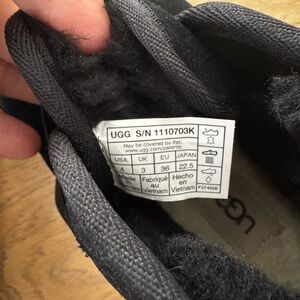 UGG S/N 1110703K
May be covered by Pat.
www.ugg.com/patents
USA UK EU JAPAN
4 3 36 22.5
Made in Vietnam Fabriqué au Vietnam Hecho en Vietnam
UGG